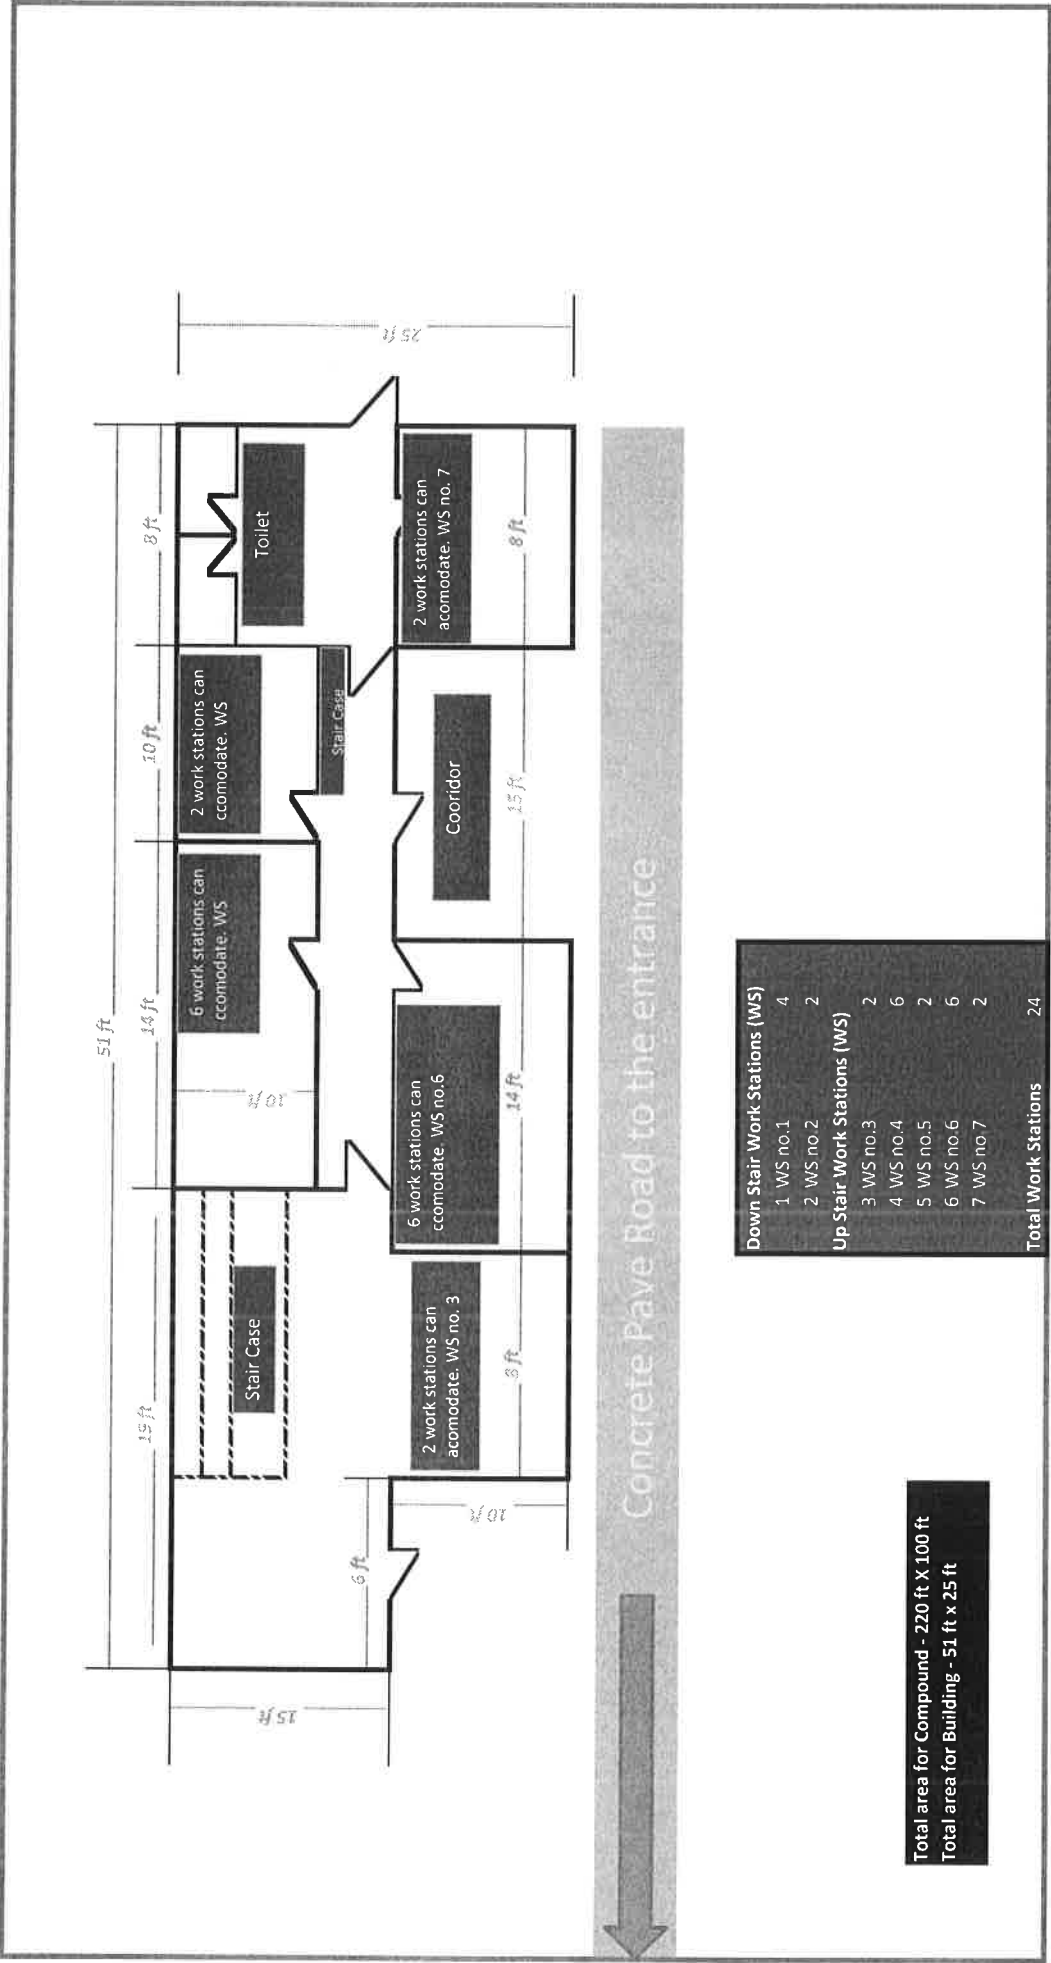 51 ft
19 ft
14 ft
10 ft
8 ft
15 ft
25 ft
10 ft
Stair Case
6 work stations can
ccomodate. WS
2 work stations can
ccomodate. WS
Stair Case
Toilet
6 ft
10 ft
2 work stations can
acomodate. WS no. 3
6 work stations can
ccomodate. WS no.6
Cooridor
2 work stations can
acomodate. WS no. 7
8 ft
14 ft
15 ft
8 ft
Concrete Pave Road to the entrance
Down Stair Work Stations (WS)
1 WS no.1 4
2 WS no.2 2
Up Stair Work Stations (WS)
3 WS no.3 2
4 WS no.4 6
5 WS no.5 2
6 WS no.6 6
7 WS no.7 2
Total Work Stations 24
Total area for Compound - 220 ft X 100 ft
Total area for Building - 51 ft x 25 ft